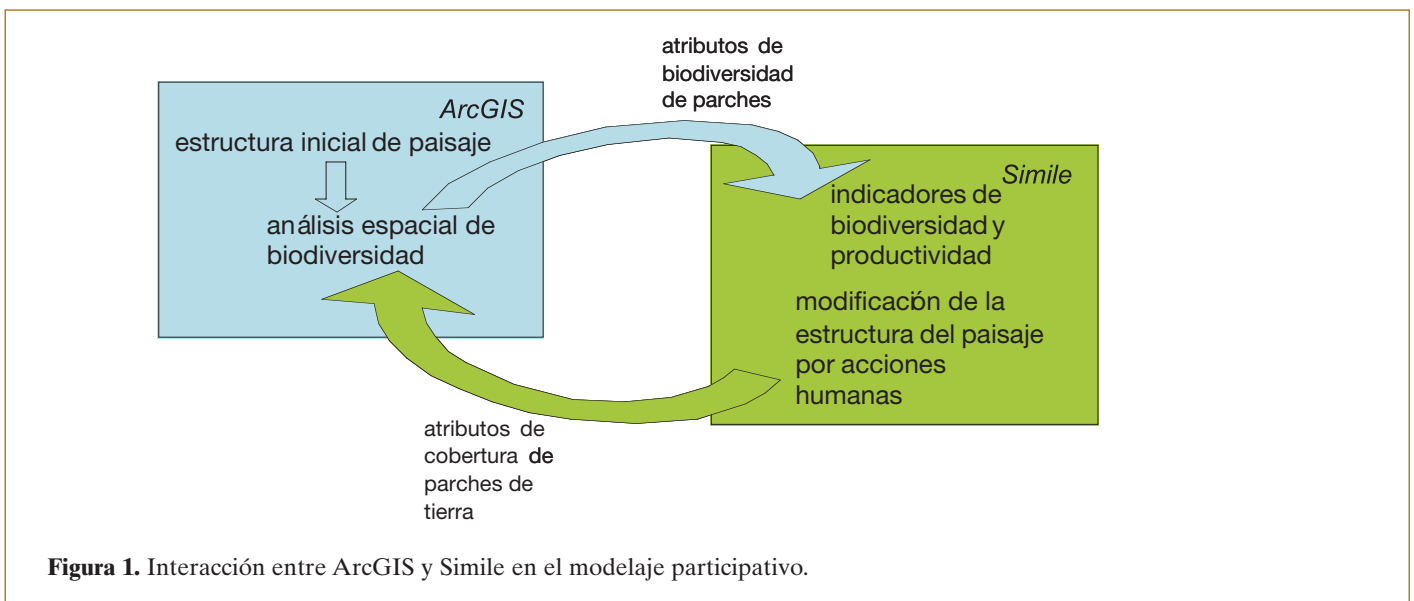 atributos de
biodiversidad
de parches
ArcGIS
estructura inicial de paisaje
análisis espacial de
biodiversidad
Simile
indicadores de
biodiversidad y
productividad
modificación de la
estructura del paisaje
por acciones
humanas
atributos de
cobertura de
parches de
tierra
Figura 1. Interacción entre ArcGIS y Simile en el modelaje participativo.